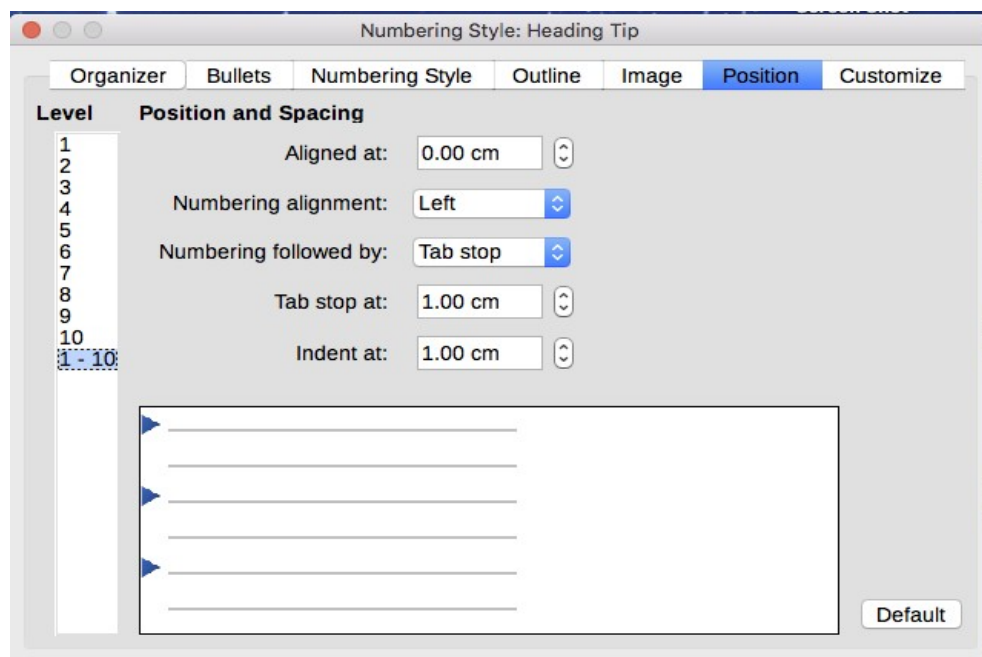 Numbering Style: Heading Tip
Organizer Bullets Numbering Style Outline Image Position Customize
Level Position and Spacing
1
2
3
4
5
6
7
8
9
10
1 - 10
Aligned at: 0.00 cm
Numbering alignment: Left
Numbering followed by: Tab stop
Tab stop at: 1.00 cm
Indent at: 1.00 cm
Default